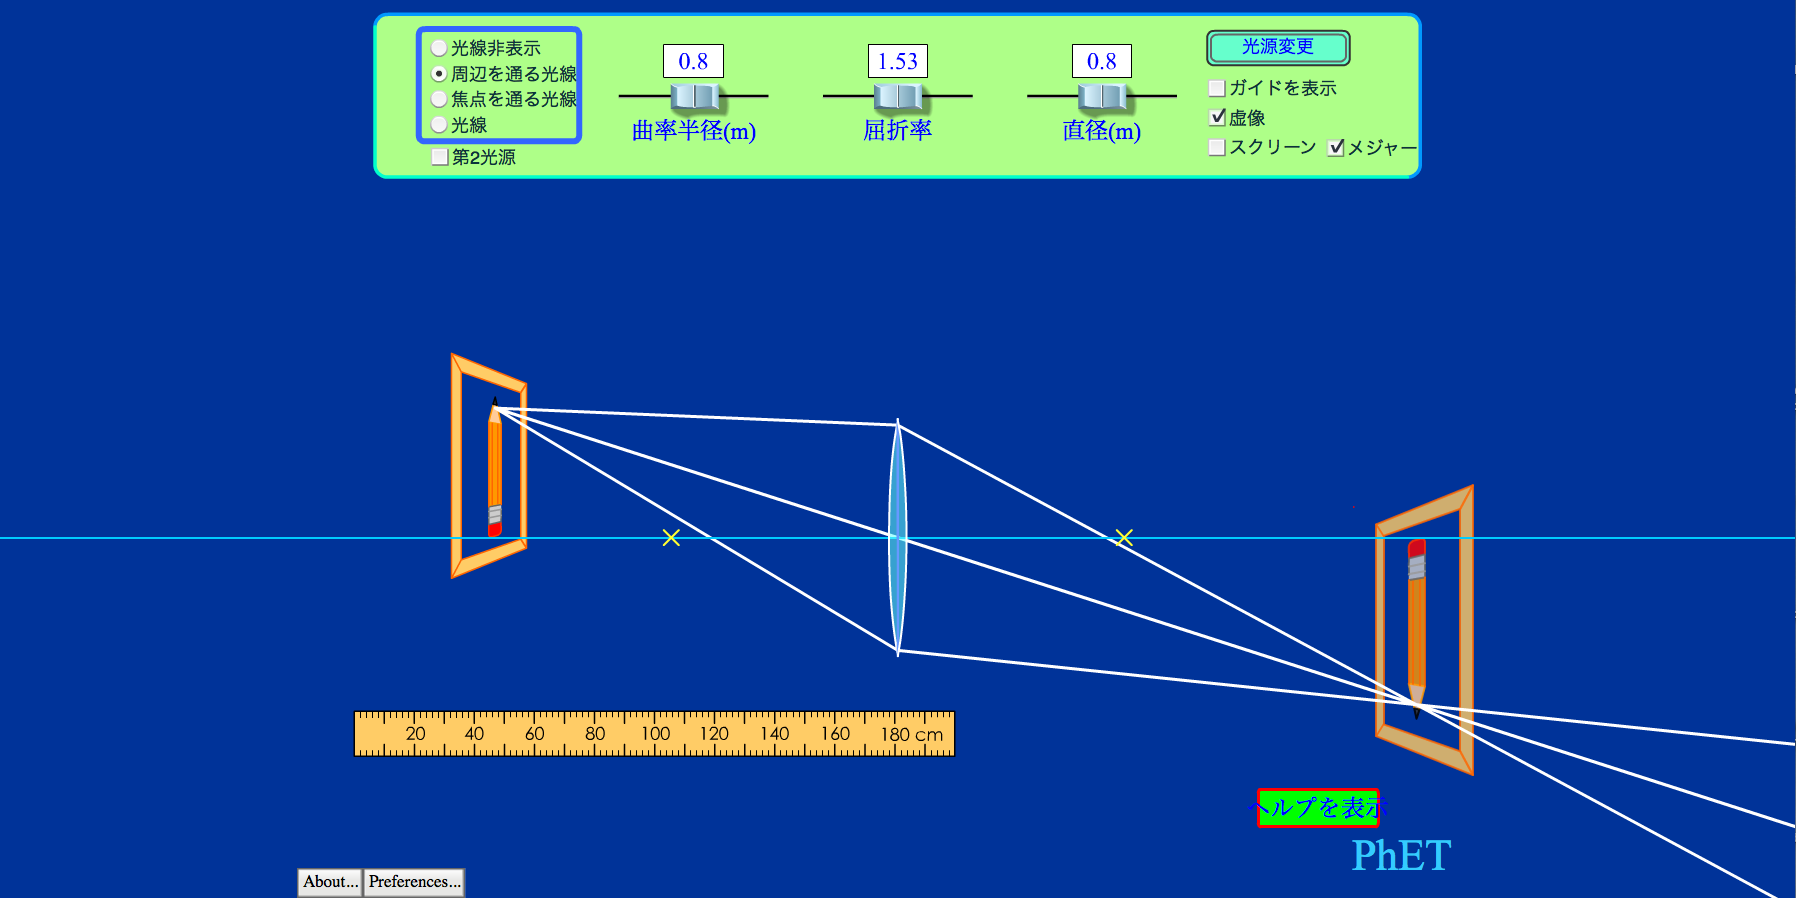 光線非表示
周辺を通る光線
焦点を通る光線
光線
第2光源
0.8
曲率半径(m)
1.53
屈折率
0.8
直径(m)
光源変更
ガイドを表示
虚像
スクリーン メジャー
20 40 60 80 100 120 140 160 180 cm
ヘルプを表示
PhET
About... Preferences...